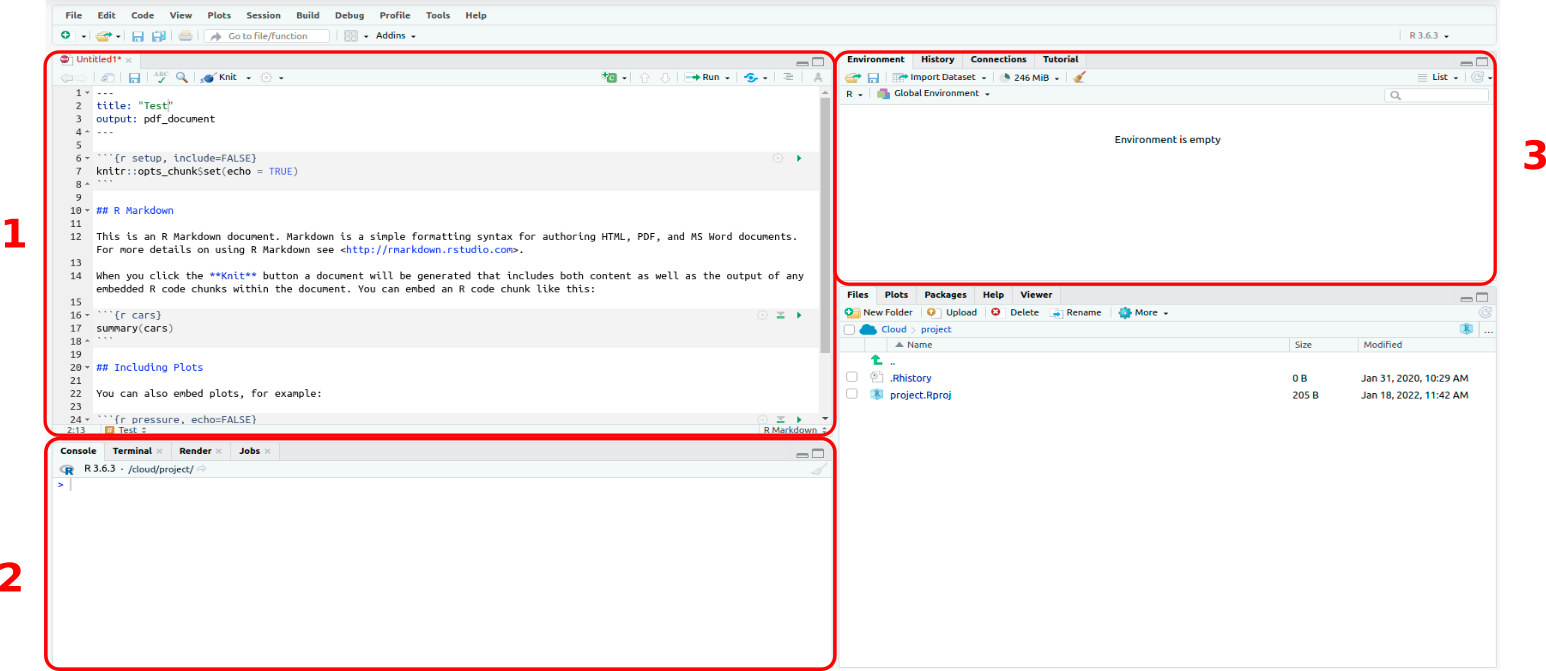 File Edit Code View Plots Session Build Debug Profile Tools Help
Go to file/function Addins R 3.6.3
1
Untitled1*
ABC Knit Run
1 ---
2 title: "Test"
3 output: pdf_document
4 ---
5
6 ```{r setup, include=FALSE}
7 knitr::opts_chunk$set(echo = TRUE)
8 ```
9
10 ## R Markdown
11
12 This is an R Markdown document. Markdown is a simple formatting syntax for authoring HTML, PDF, and MS Word documents.
For more details on using R Markdown see <http://rmarkdown.rstudio.com>.
13
14 When you click the **Knit** button a document will be generated that includes both content as well as the output of any
embedded R code chunks within the document. You can embed an R code chunk like this:
15
16 ```{r cars}
17 summary(cars)
18 ```
19
20 ## Including Plots
21
22 You can also embed plots, for example:
23
24 ```{r pressure, echo=FALSE}
2:13 # Test R Markdown
2
Console Terminal Render Jobs
R R 3.6.3 · /cloud/project/
>
3
Environment History Connections Tutorial
Import Dataset 246 MiB List
R Global Environment
Environment is empty
Files Plots Packages Help Viewer
New Folder Upload Delete Rename More
Cloud > project R ...
Name Size Modified
..
.Rhistory 0 B Jan 31, 2020, 10:29 AM
project.Rproj 205 B Jan 18, 2022, 11:42 AM